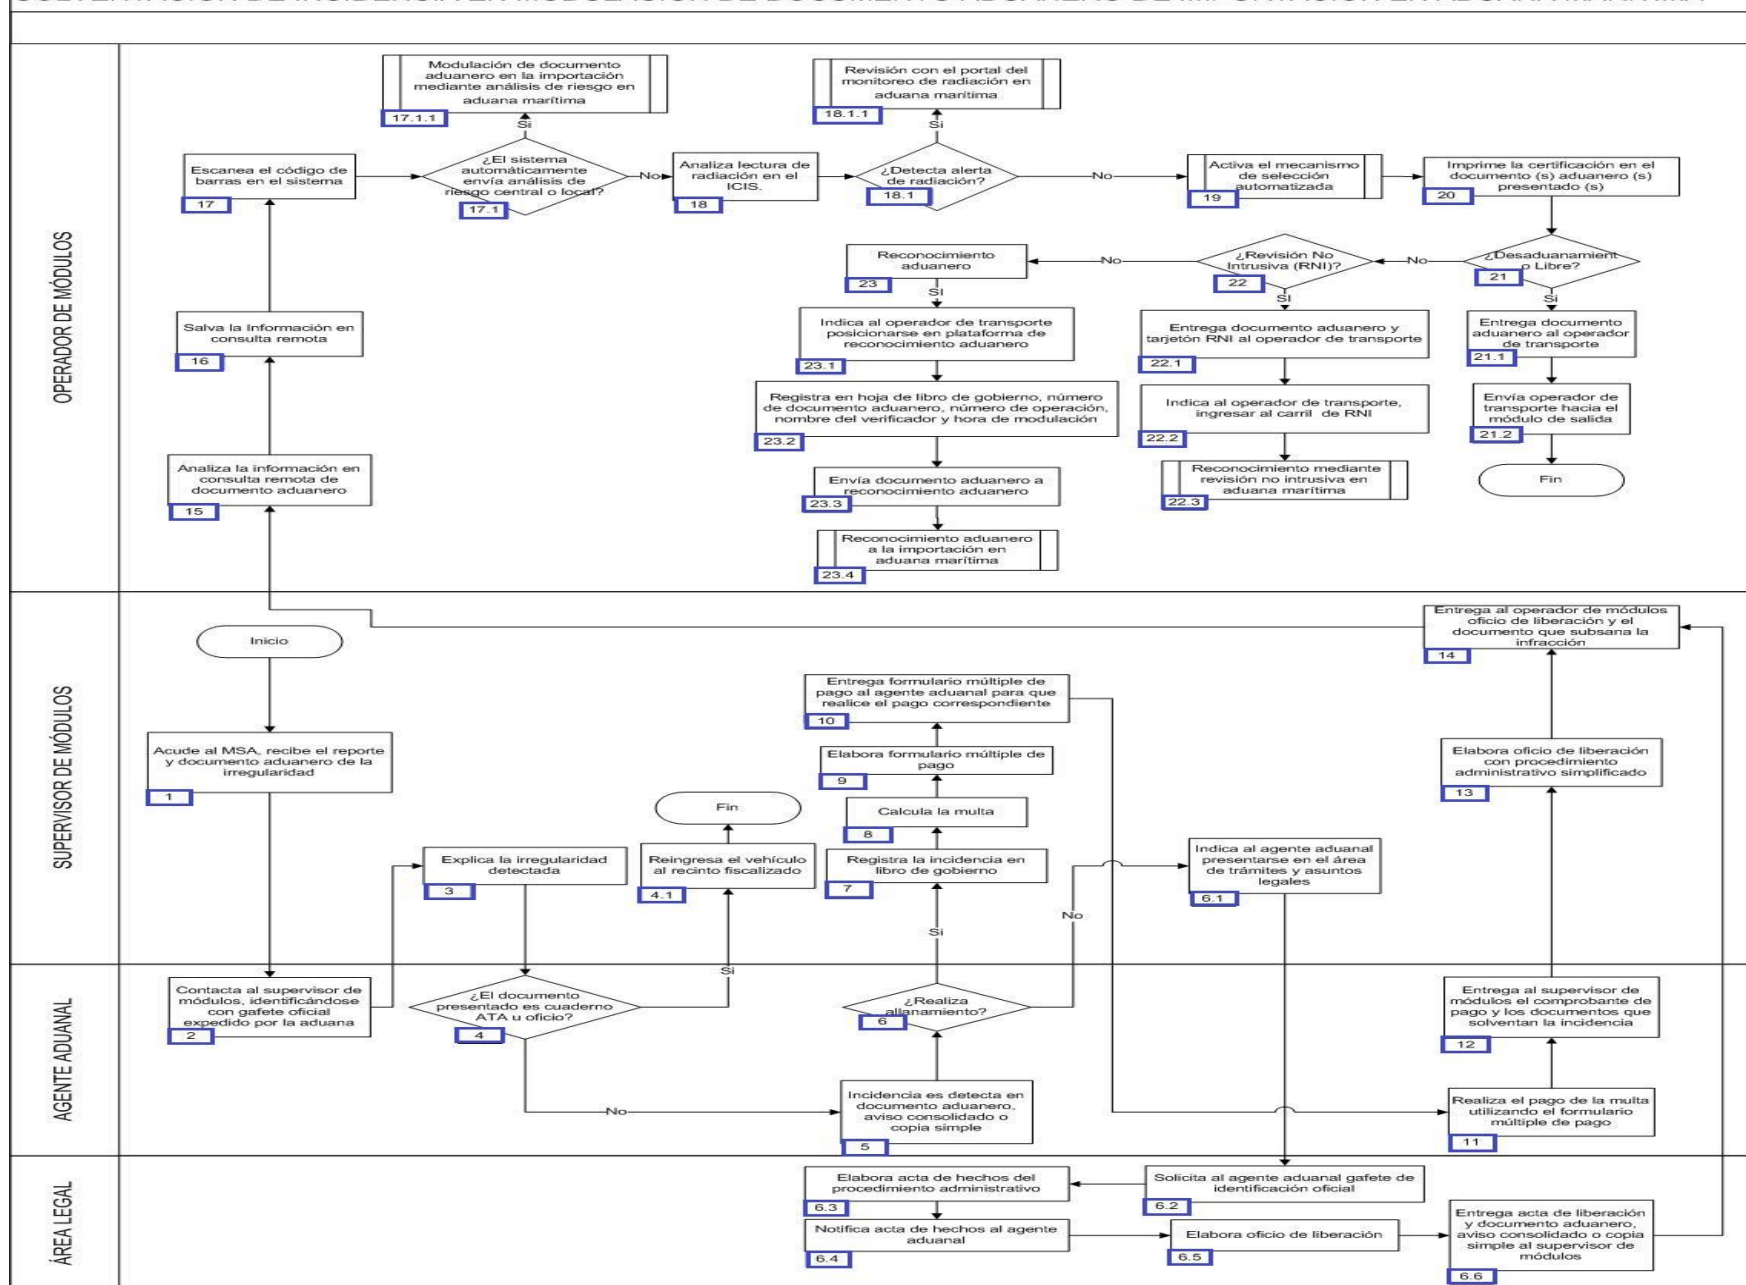 OPERADOR DE MÓDULOS
Modulación de documento
aduanero en la importación
mediante análisis de riesgo en
aduana marítima
17.1.1
Revisión con el portal del
monitoreo de radiación en
aduana marítima
18.1.1
Si
Si
Escanea el código de
barras en el sistema
17
¿El sistema
automáticamente
envía análisis de
riesgo central o local?
17.1
No
Analiza lectura de
radiación en el
ICIS.
18
¿Detecta alerta
de radiación?
18.1
No
Activa el mecanismo
de selección
automatizada
19
Imprime la certificación en el
documento (s) aduanero (s)
presentado (s)
20
Reconocimiento
aduanero
23
No
¿Revisión No
Intrusiva (RNI)?
22
No
¿Desaduanamient
o Libre?
21
SI
SI
Si
Salva la Información en
consulta remota
16
Indica al operador de transporte
posicionarse en plataforma de
reconocimiento aduanero
23.1
Entrega documento aduanero y
tarjetón RNI al operador de transporte
22.1
Entrega documento
aduanero al operador
de transporte
21.1
Registra en hoja de libro de gobierno, número
de documento aduanero, número de operación,
nombre del verificador y hora de modulación
23.2
Indica al operador de transporte,
ingresar al carril de RNI
22.2
Envía operador de
transporte hacia el
módulo de salida
21.2
Analiza la información en
consulta remota de
documento aduanero
15
Envía documento aduanero a
reconocimiento aduanero
23.3
Reconocimiento mediante
revisión no intrusiva en
aduana marítima
22.3
Fin
Reconocimiento aduanero
a la importación en
aduana marítima
23.4
SUPERVISOR DE MÓDULOS
Inicio
Entrega al operador de módulos
oficio de liberación y el
documento que subsana la
infracción
14
Entrega formulario múltiple de
pago al agente aduanal para que
realice el pago correspondiente
10
Acude al MSA, recibe el reporte
y documento aduanero de la
irregularidad
1
Elabora formulario múltiple de
pago
9
Elabora oficio de liberación
con procedimiento
administrativo simplificado
13
Fin
Calcula la multa
8
Explica la irregularidad
detectada
3
Reingresa el vehículo
al recinto fiscalizado
4.1
Registra la incidencia en
libro de gobierno
7
Indica al agente aduanal
presentarse en el área
de trámites y asuntos
legales
6.1
No
Si
Si
AGENTE ADUANAL
Contacta al supervisor de
módulos, identificándose
con gafete oficial
expedido por la aduana
2
¿El documento
presentado es cuaderno
ATA u oficio?
4
¿Realiza
allanamiento?
6
Entrega al supervisor de
módulos el comprobante de
pago y los documentos que
solventan la incidencia
12
No
Incidencia es detecta en
documento aduanero,
aviso consolidado o
copia simple
5
Realiza el pago de la multa
utilizando el formulario
múltiple de pago
11
ÁREA LEGAL
Elabora acta de hechos del
procedimiento administrativo
6.3
Solicita al agente aduanal gafete de
identificación oficial
6.2
Notifica acta de hechos al agente
aduanal
6.4
Elabora oficio de liberación
6.5
Entrega acta de liberación
y documento aduanero,
aviso consolidado o copia
simple al supervisor de
módulos
6.6